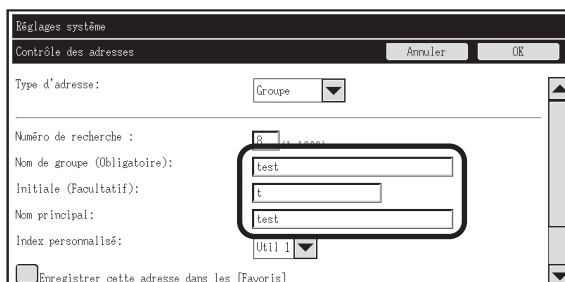 Réglages système
Contrôle des adresses Annuler OK
Type d'adresse: Groupe
Numéro de recherche : 8
Nom de groupe (Obligatoire): test
Initiale (Facultatif): t
Nom principal: test
Index personnalisé: Util 1
Enregistrer cette adresse dans les [Favoris]